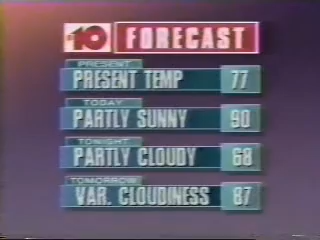 10 FORECAST
PRESENT
PRESENT TEMP 77
TODAY
PARTLY SUNNY 90
TONIGHT
PARTLY CLOUDY 68
TOMORROW
VAR. CLOUDINESS 87